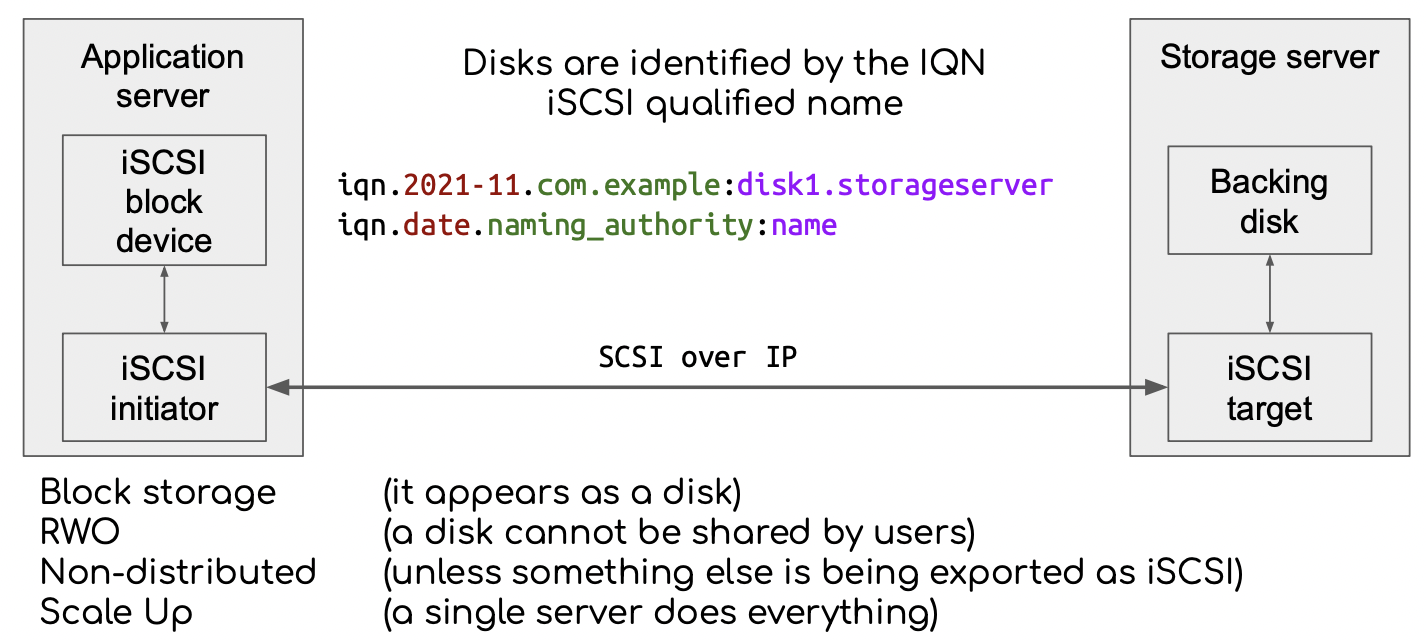 Application
server
iSCSI
block
device
iSCSI
initiator
Disks are identified by the IQN
iSCSI qualified name
iqn.2021-11.com.example:disk1.storageserver
iqn.date.naming_authority:name
SCSI over IP
Storage server
Backing
disk
iSCSI
target
Block storage (it appears as a disk)
RWO (a disk cannot be shared by users)
Non-distributed (unless something else is being exported as iSCSI)
Scale Up (a single server does everything)